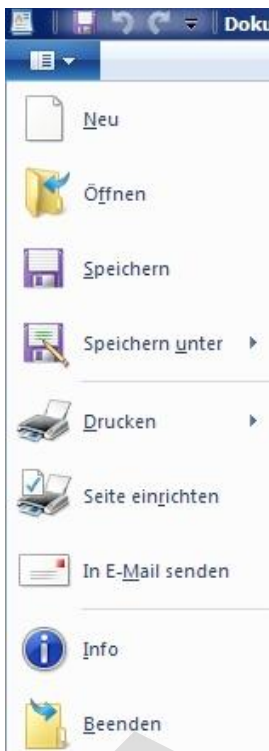 Doku
Neu
Öffnen
Speichern
Speichern unter
Drucken
Seite einrichten
In E-Mail senden
Info
Beenden